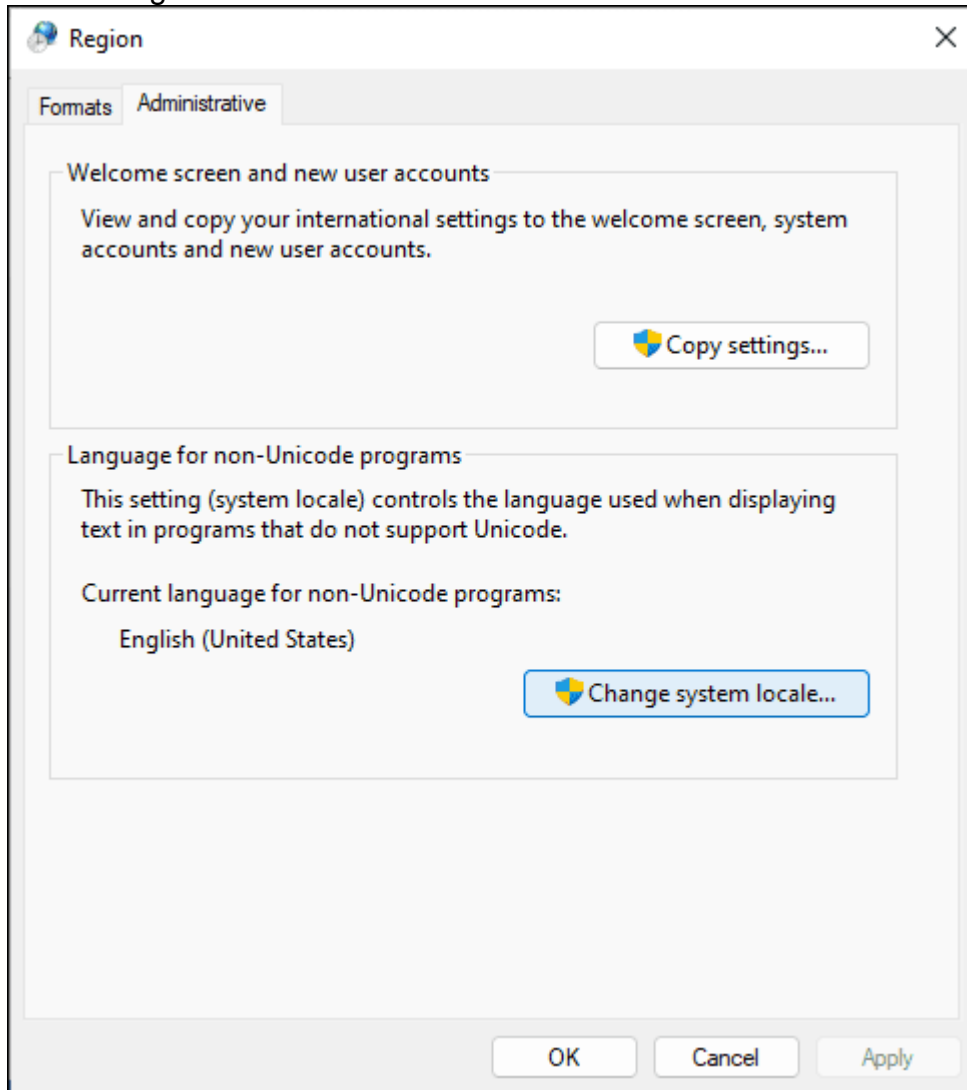 Region
Formats
Administrative
Welcome screen and new user accounts
View and copy your international settings to the welcome screen, system
accounts and new user accounts.
Copy settings...
Language for non-Unicode programs
This setting (system locale) controls the language used when displaying
text in programs that do not support Unicode.
Current language for non-Unicode programs:
English (United States)
Change system locale...
OK
Cancel
Apply